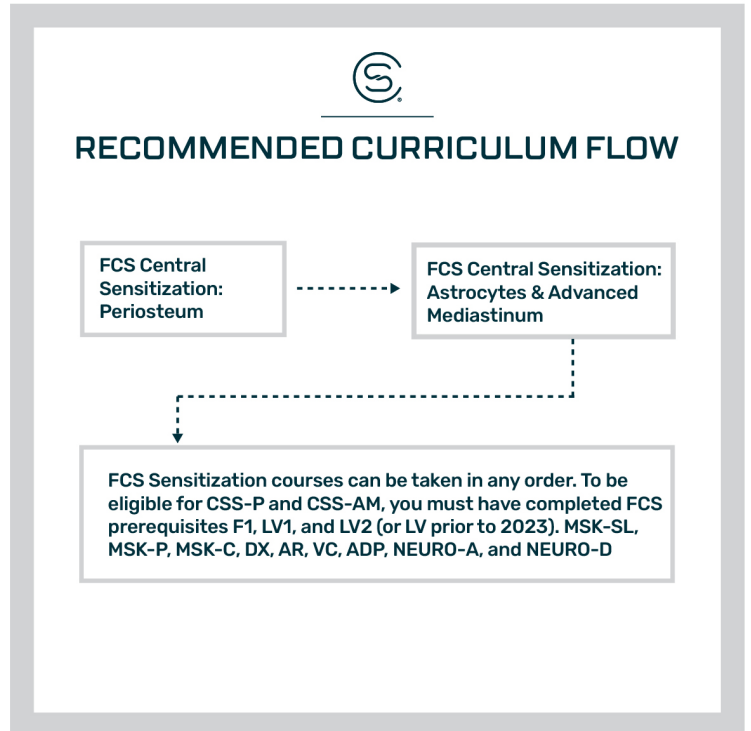 RECOMMENDED CURRICULUM FLOW
FCS Central
Sensitization:
Periosteum
FCS Central Sensitization:
Astrocytes & Advanced
Mediastinum
FCS Sensitization courses can be taken in any order. To be
eligible for CSS-P and CSS-AM, you must have completed FCS
prerequisites F1, LV1, and LV2 (or LV prior to 2023). MSK-SL,
MSK-P, MSK-C, DX, AR, VC, ADP, NEURO-A, and NEURO-D